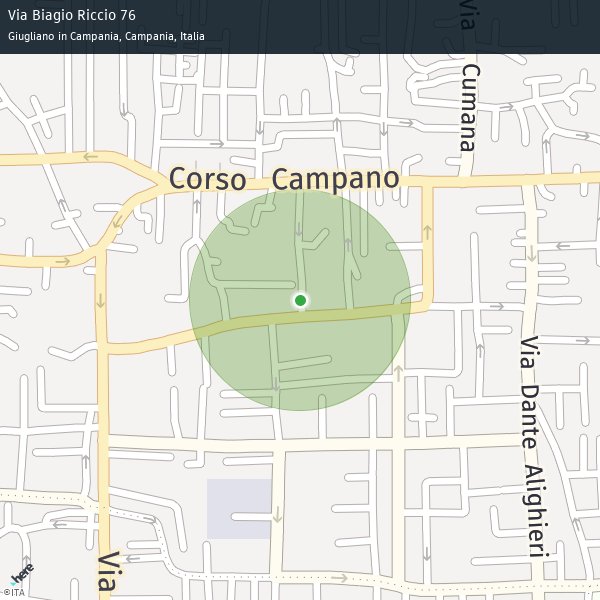 Via Biagio Riccio 76
Giugliano in Campania, Campania, Italia
Via Cumana
Corso Campano
Via Dante Alighieri
Via
here
©ITA